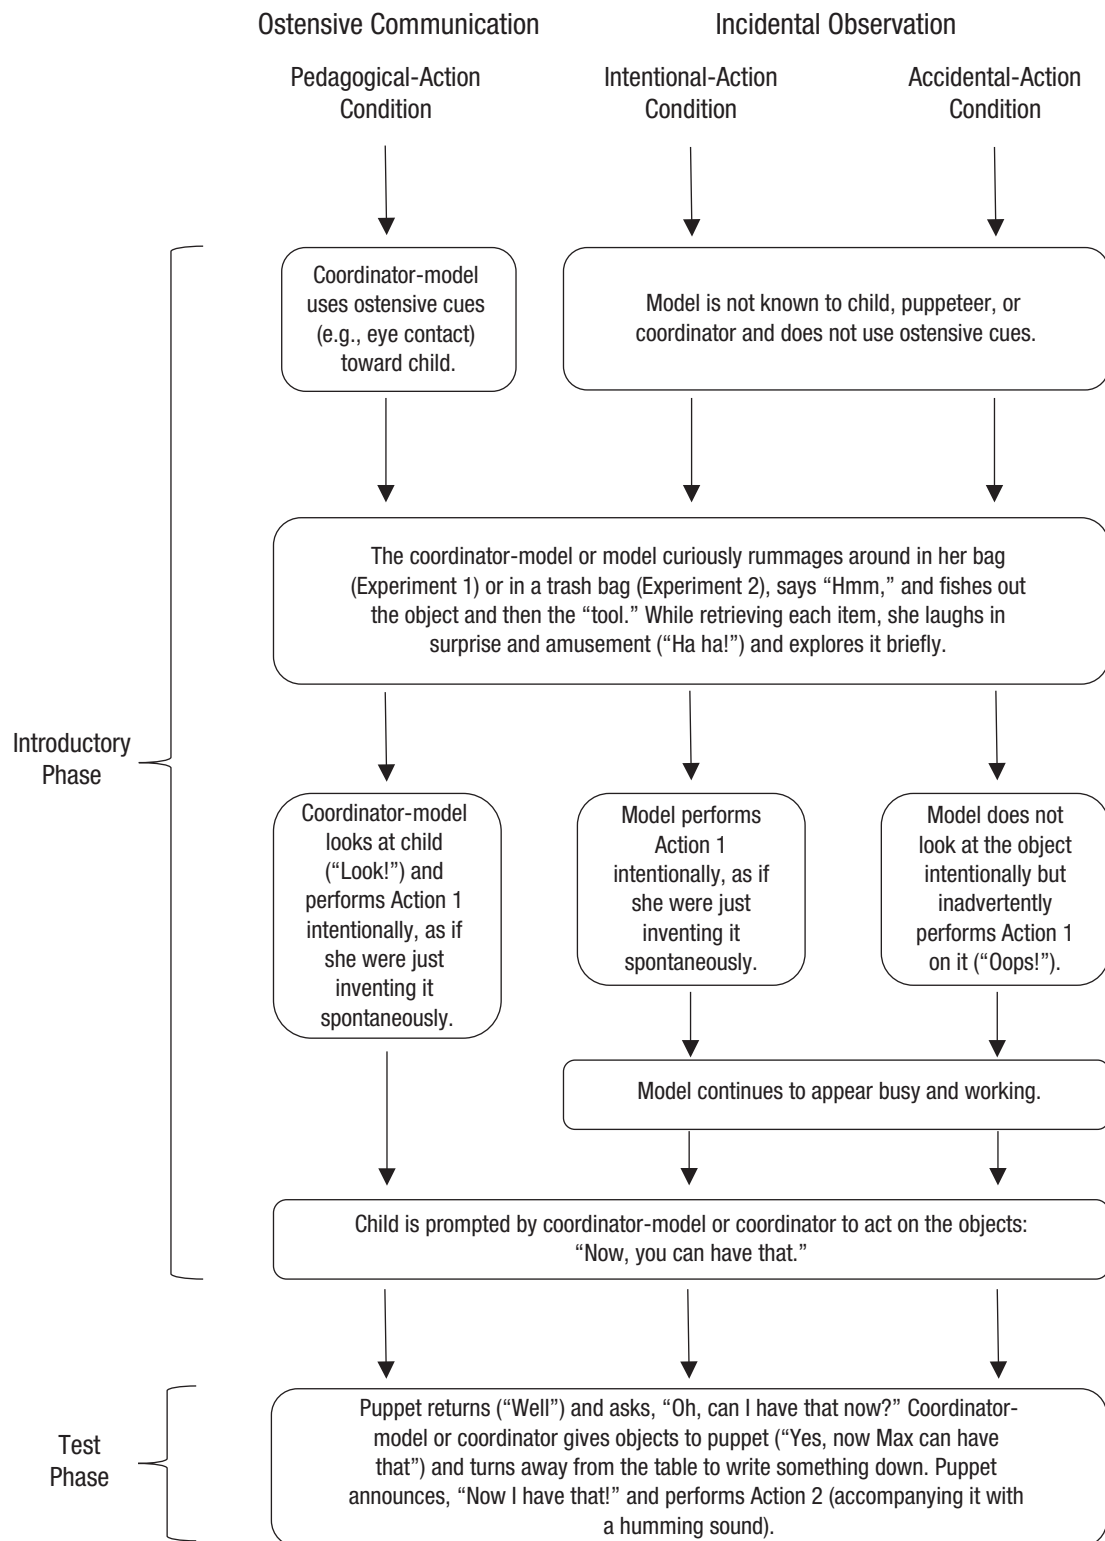 Ostensive Communication
Incidental Observation
Pedagogical-Action
Condition
Intentional-Action
Condition
Accidental-Action
Condition
Coordinator-model
uses ostensive cues
(e.g., eye contact)
toward child.
Model is not known to child, puppeteer, or
coordinator and does not use ostensive cues.
The coordinator-model or model curiously rummages around in her bag
(Experiment 1) or in a trash bag (Experiment 2), says “Hmm,” and fishes out
the object and then the “tool.” While retrieving each item, she laughs in
surprise and amusement (“Ha ha!”) and explores it briefly.
Introductory
Phase
Coordinator-model
looks at child
(“Look!”) and
performs Action 1
intentionally, as if
she were just
inventing it
spontaneously.
Model performs
Action 1
intentionally, as if
she were just
inventing it
spontaneously.
Model does not
look at the object
intentionally but
inadvertently
performs Action 1
on it (“Oops!”).
Model continues to appear busy and working.
Child is prompted by coordinator-model or coordinator to act on the objects:
“Now, you can have that.”
Test
Phase
Puppet returns (“Well”) and asks, “Oh, can I have that now?” Coordinator-
model or coordinator gives objects to puppet (“Yes, now Max can have
that”) and turns away from the table to write something down. Puppet
announces, “Now I have that!” and performs Action 2 (accompanying it with
a humming sound).